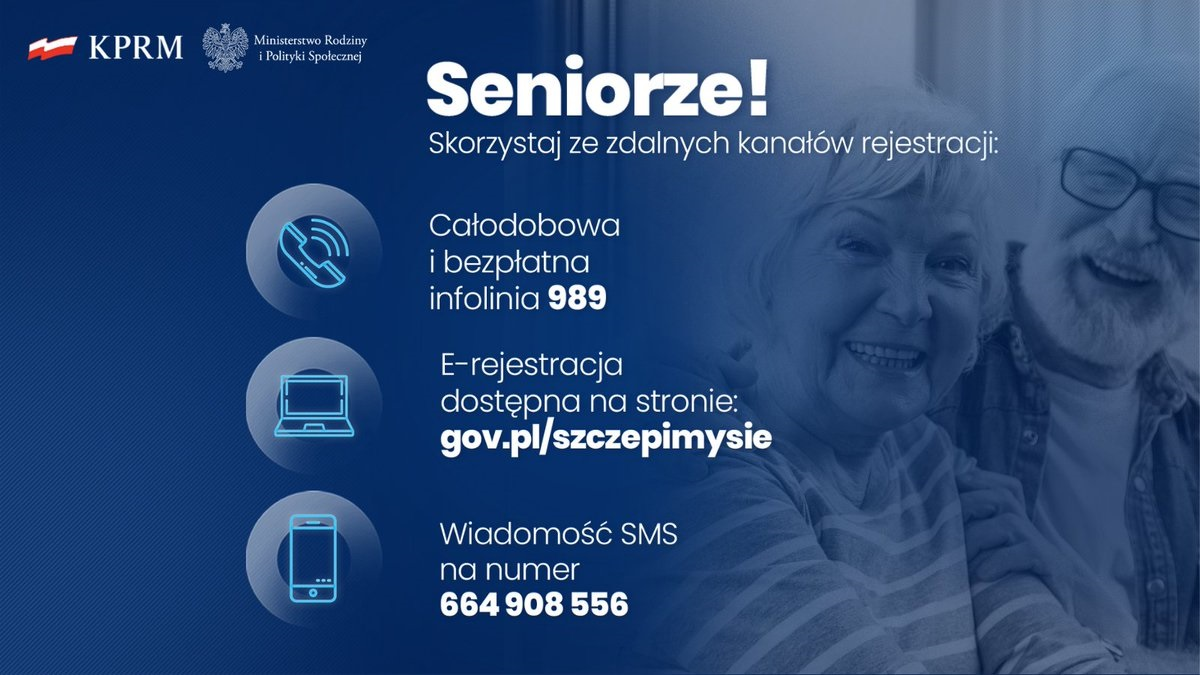 KPRM
Ministerstwo Rodziny
i Polityki Społecznej
Seniorze!
Skorzystaj ze zdalnych kanałów rejestracji:
Całodobowa
i bezpłatna
infolinia 989
E-rejestracja
dostępna na stronie:
gov.pl/szczepimysie
Wiadomość SMS
na numer
664 908 556